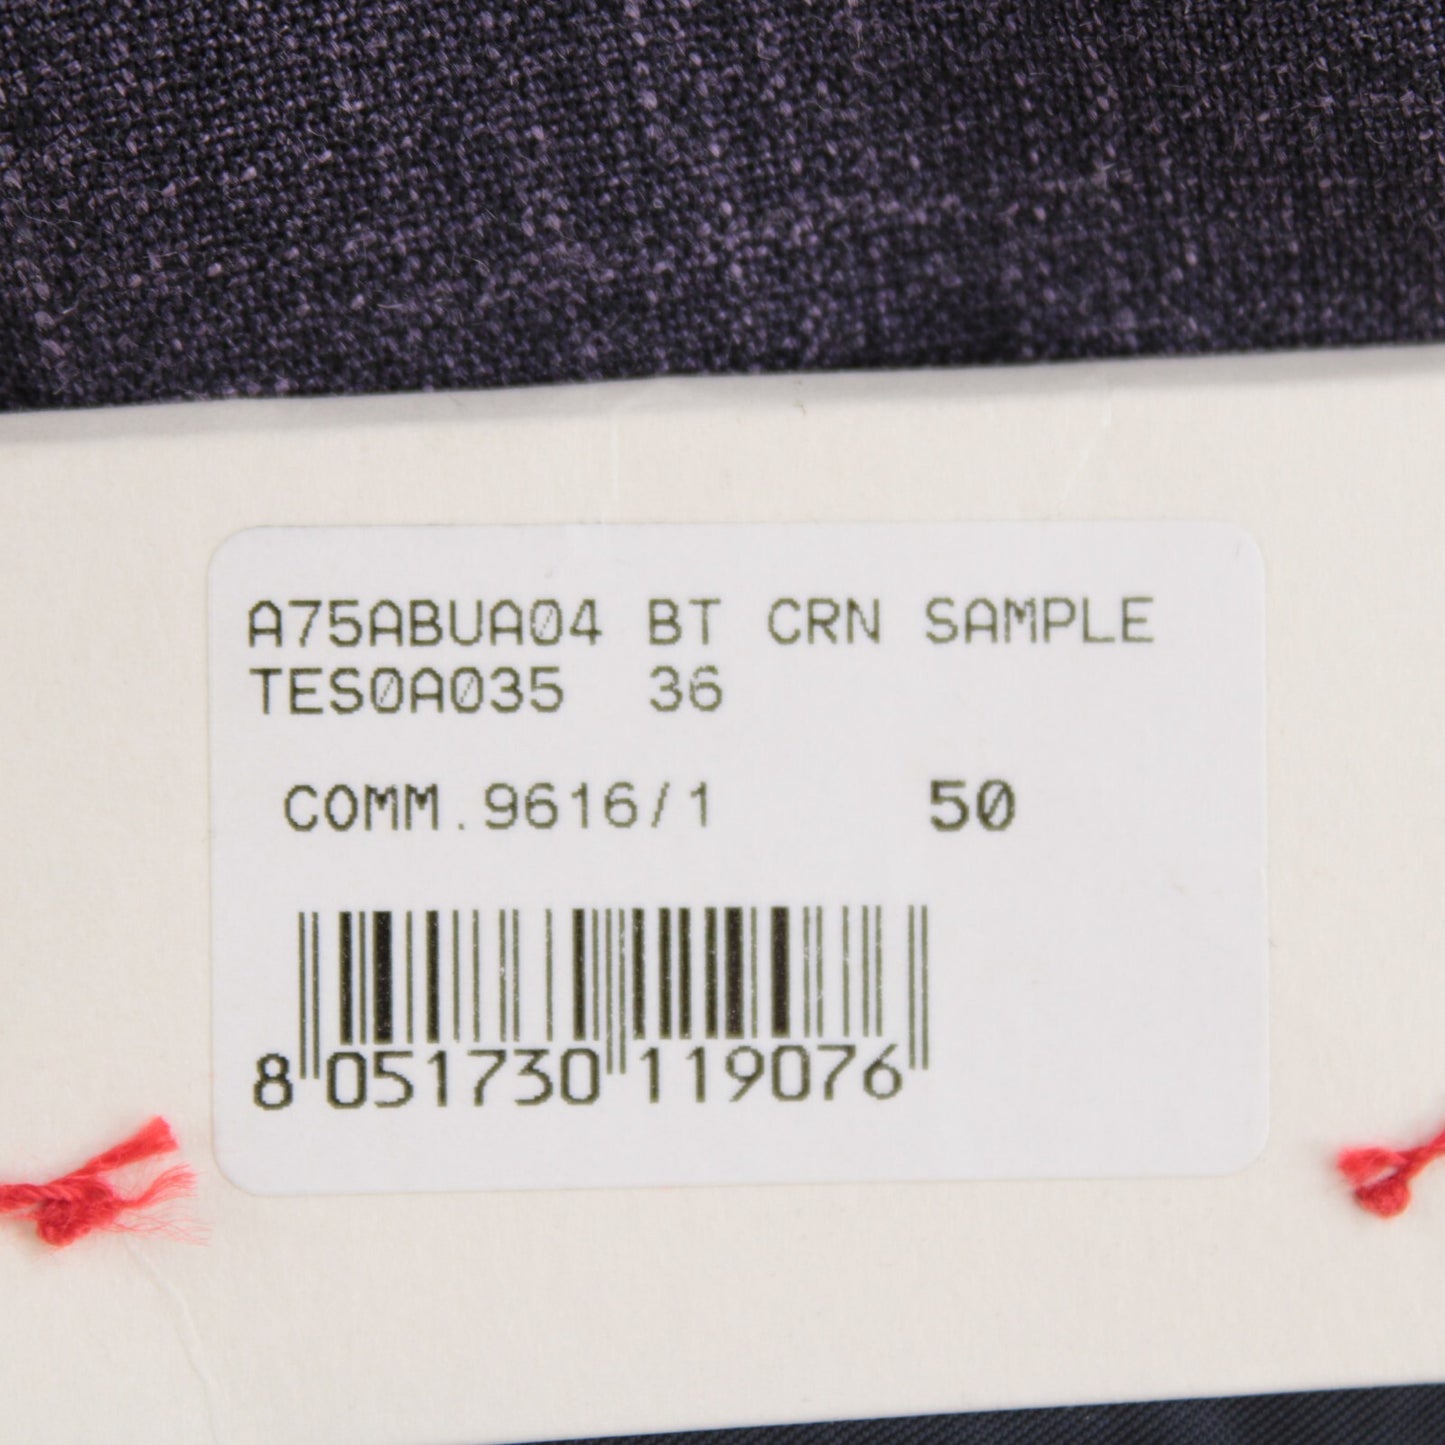 A75ABUA04 BT CRN SAMPLE
TES0A035 36
COMM.9616/1 50
8 051730 119076